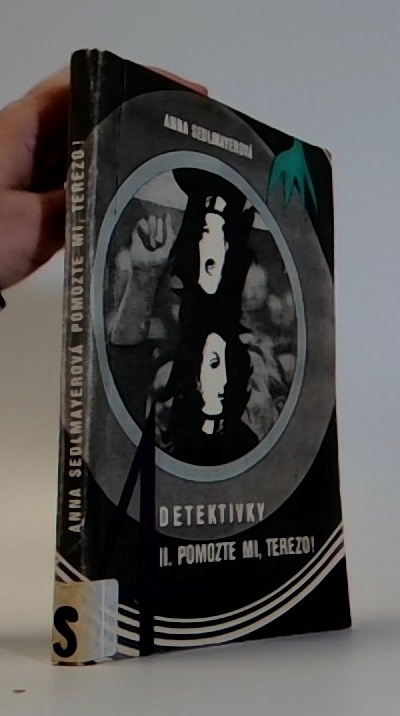 ANNA SEDLMAYEROVÁ
DETEKTIVKY
II. POMOZTE MI, TEREZO!
ANNA SEDLMAYEROVÁ POMOZTE MI, TEREZO!
S